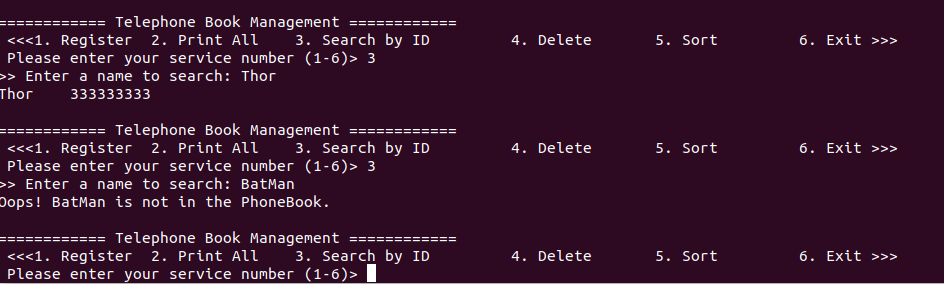 ============ Telephone Book Management ============
<<<1. Register  2. Print All    3. Search by ID         4. Delete       5. Sort         6. Exit >>>
Please enter your service number (1-6)> 3
>> Enter a name to search: Thor
Thor    333333333
============ Telephone Book Management ============
<<<1. Register  2. Print All    3. Search by ID         4. Delete       5. Sort         6. Exit >>>
Please enter your service number (1-6)> 3
>> Enter a name to search: BatMan
Oops! BatMan is not in the PhoneBook.
============ Telephone Book Management ============
<<<1. Register  2. Print All    3. Search by ID         4. Delete       5. Sort         6. Exit >>>
Please enter your service number (1-6)>